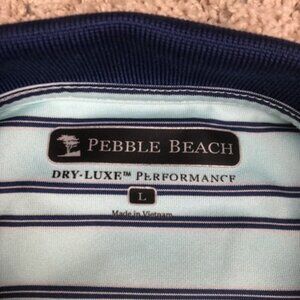 PEBBLE BEACH
DRY-LUXE™ PERFORMANCE
L
Made in Vietnam